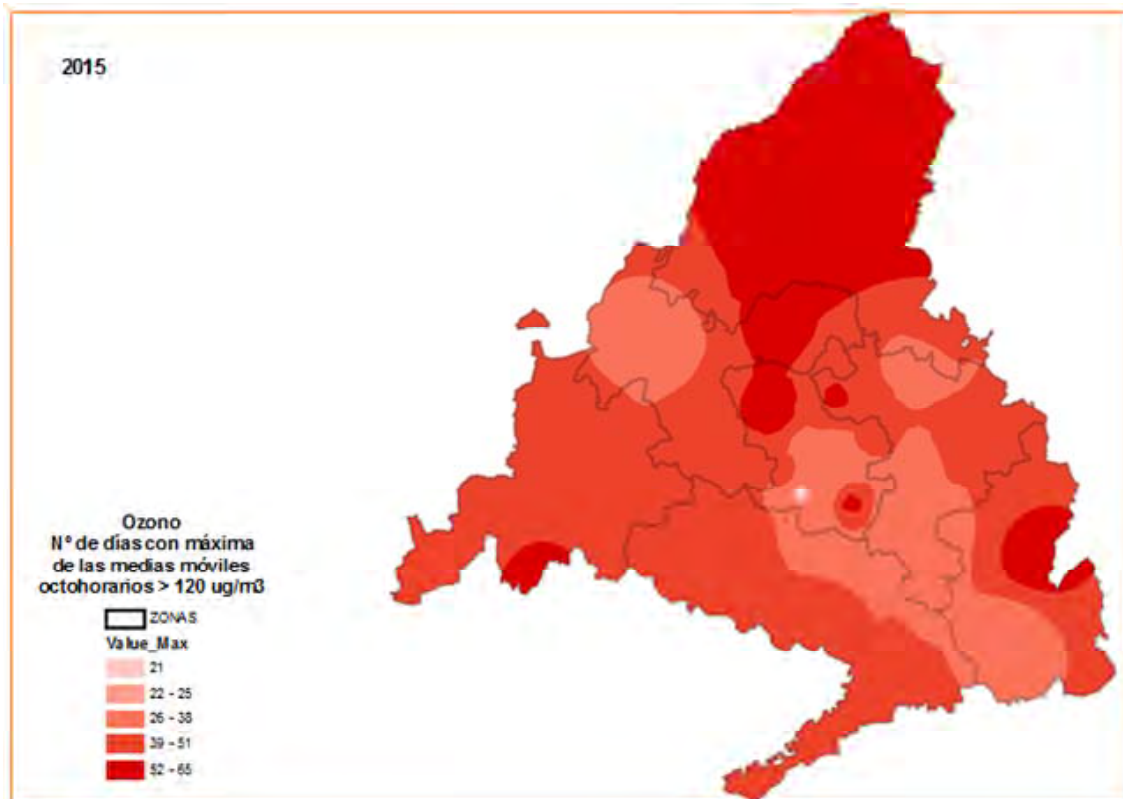 2015
Ozono
Nº de días con máxima
de las medias móviles
octohorarios > 120 ug/m3
ZONAS
Value_Max
21
22 - 25
26 - 38
39 - 51
52 - 65